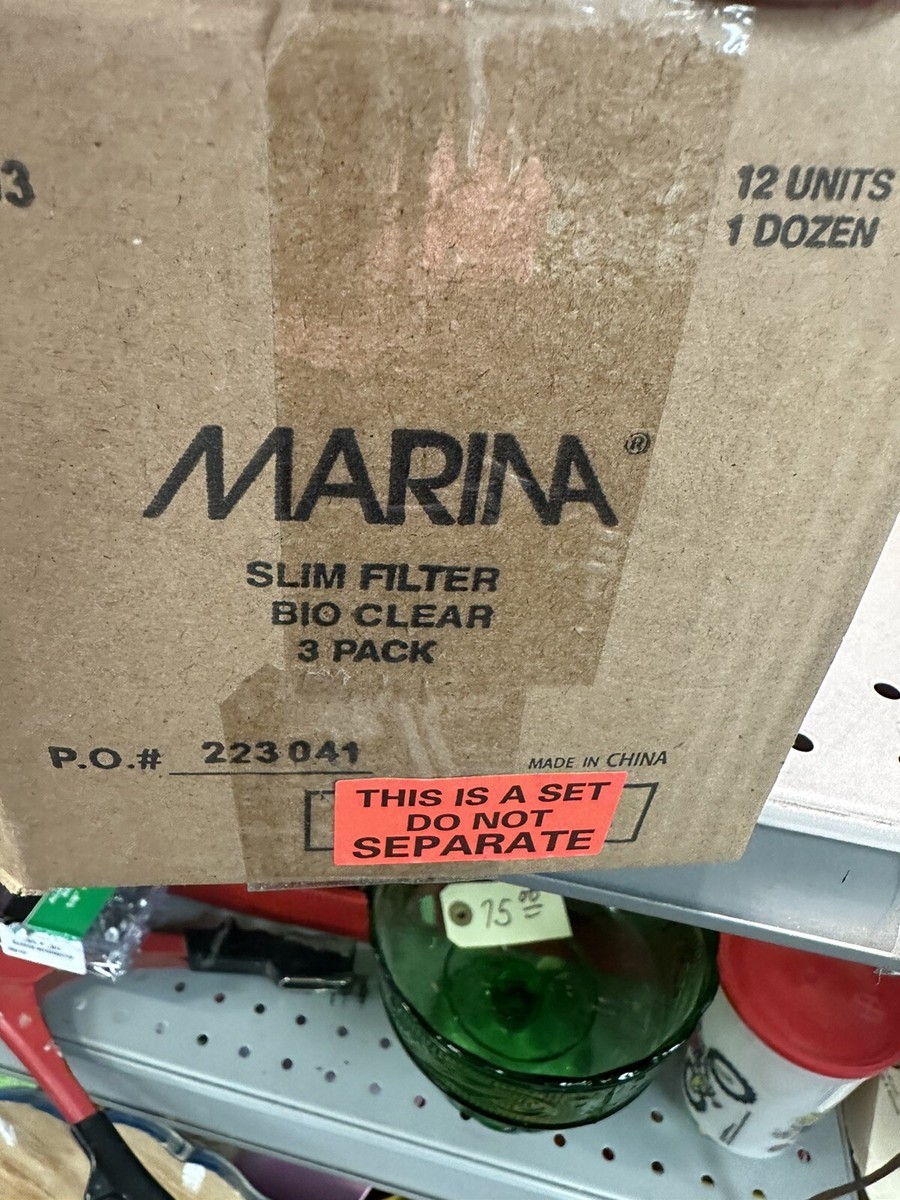 13
12 UNITS
1 DOZEN
MARINA®
SLIM FILTER
BIO CLEAR
3 PACK
P.O.# 223041
MADE IN CHINA
THIS IS A SET
DO NOT
SEPARATE